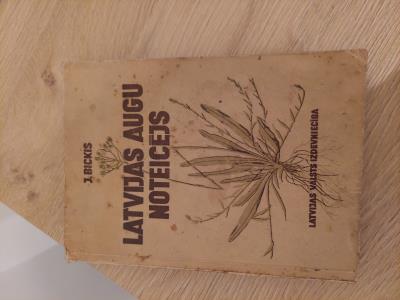 J. BICKIS
LATVIJAS AUGU
NOTEICĒJS
LATVIJAS VALSTS IZDEVNIECĪBA